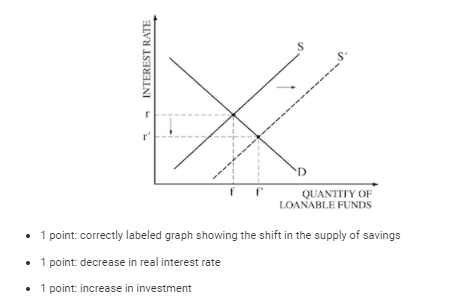 INTEREST RATE
S
S'
r
r'
D
f f'
QUANTITY OF
LOANABLE FUNDS
• 1 point: correctly labeled graph showing the shift in the supply of savings
• 1 point: decrease in real interest rate
• 1 point: increase in investment